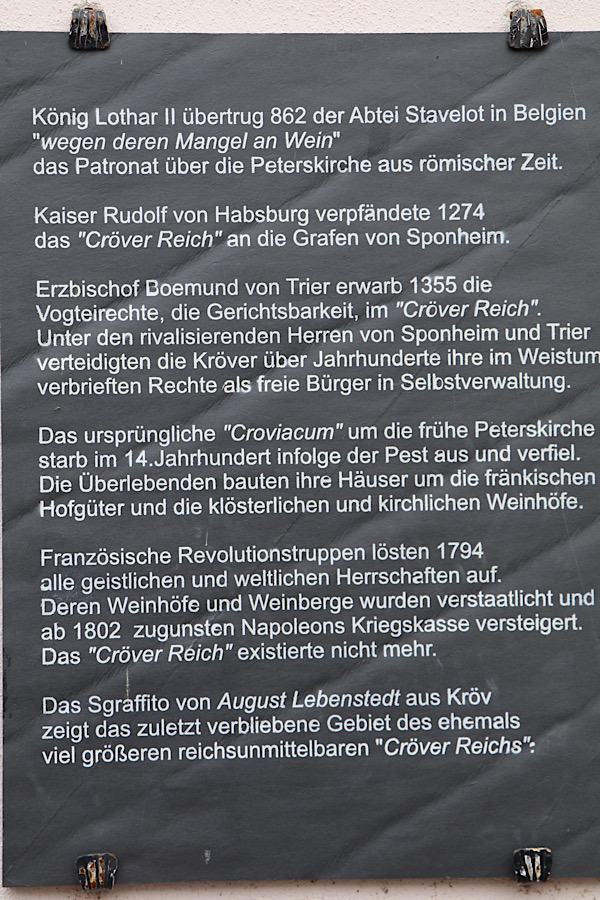 König Lothar II übertrug 862 der Abtei Stavelot in Belgien
"wegen deren Mangel an Wein"
das Patronat über die Peterskirche aus römischer Zeit.
Kaiser Rudolf von Habsburg verpfändete 1274
das "Cröver Reich" an die Grafen von Sponheim.
Erzbischof Boemund von Trier erwarb 1355 die
Vogteirechte, die Gerichtsbarkeit, im "Cröver Reich".
Unter den rivalisierenden Herren von Sponheim und Trier
verteidigten die Kröver über Jahrhunderte ihre im Weistum
verbrieften Rechte als freie Bürger in Selbstverwaltung.
Das ursprüngliche "Croviacum" um die frühe Peterskirche
starb im 14.Jahrhundert infolge der Pest aus und verfiel.
Die Überlebenden bauten ihre Häuser um die fränkischen
Hofgüter und die klösterlichen und kirchlichen Weinhöfe.
Französische Revolutionstruppen lösten 1794
alle geistlichen und weltlichen Herrschaften auf.
Deren Weinhöfe und Weinberge wurden verstaatlicht und
ab 1802 zugunsten Napoleons Kriegskasse versteigert.
Das "Cröver Reich" existierte nicht mehr.
Das Sgraffito von August Lebenstedt aus Kröv
zeigt das zuletzt verbliebene Gebiet des ehemals
viel größeren reichsunmittelbaren "Cröver Reichs".